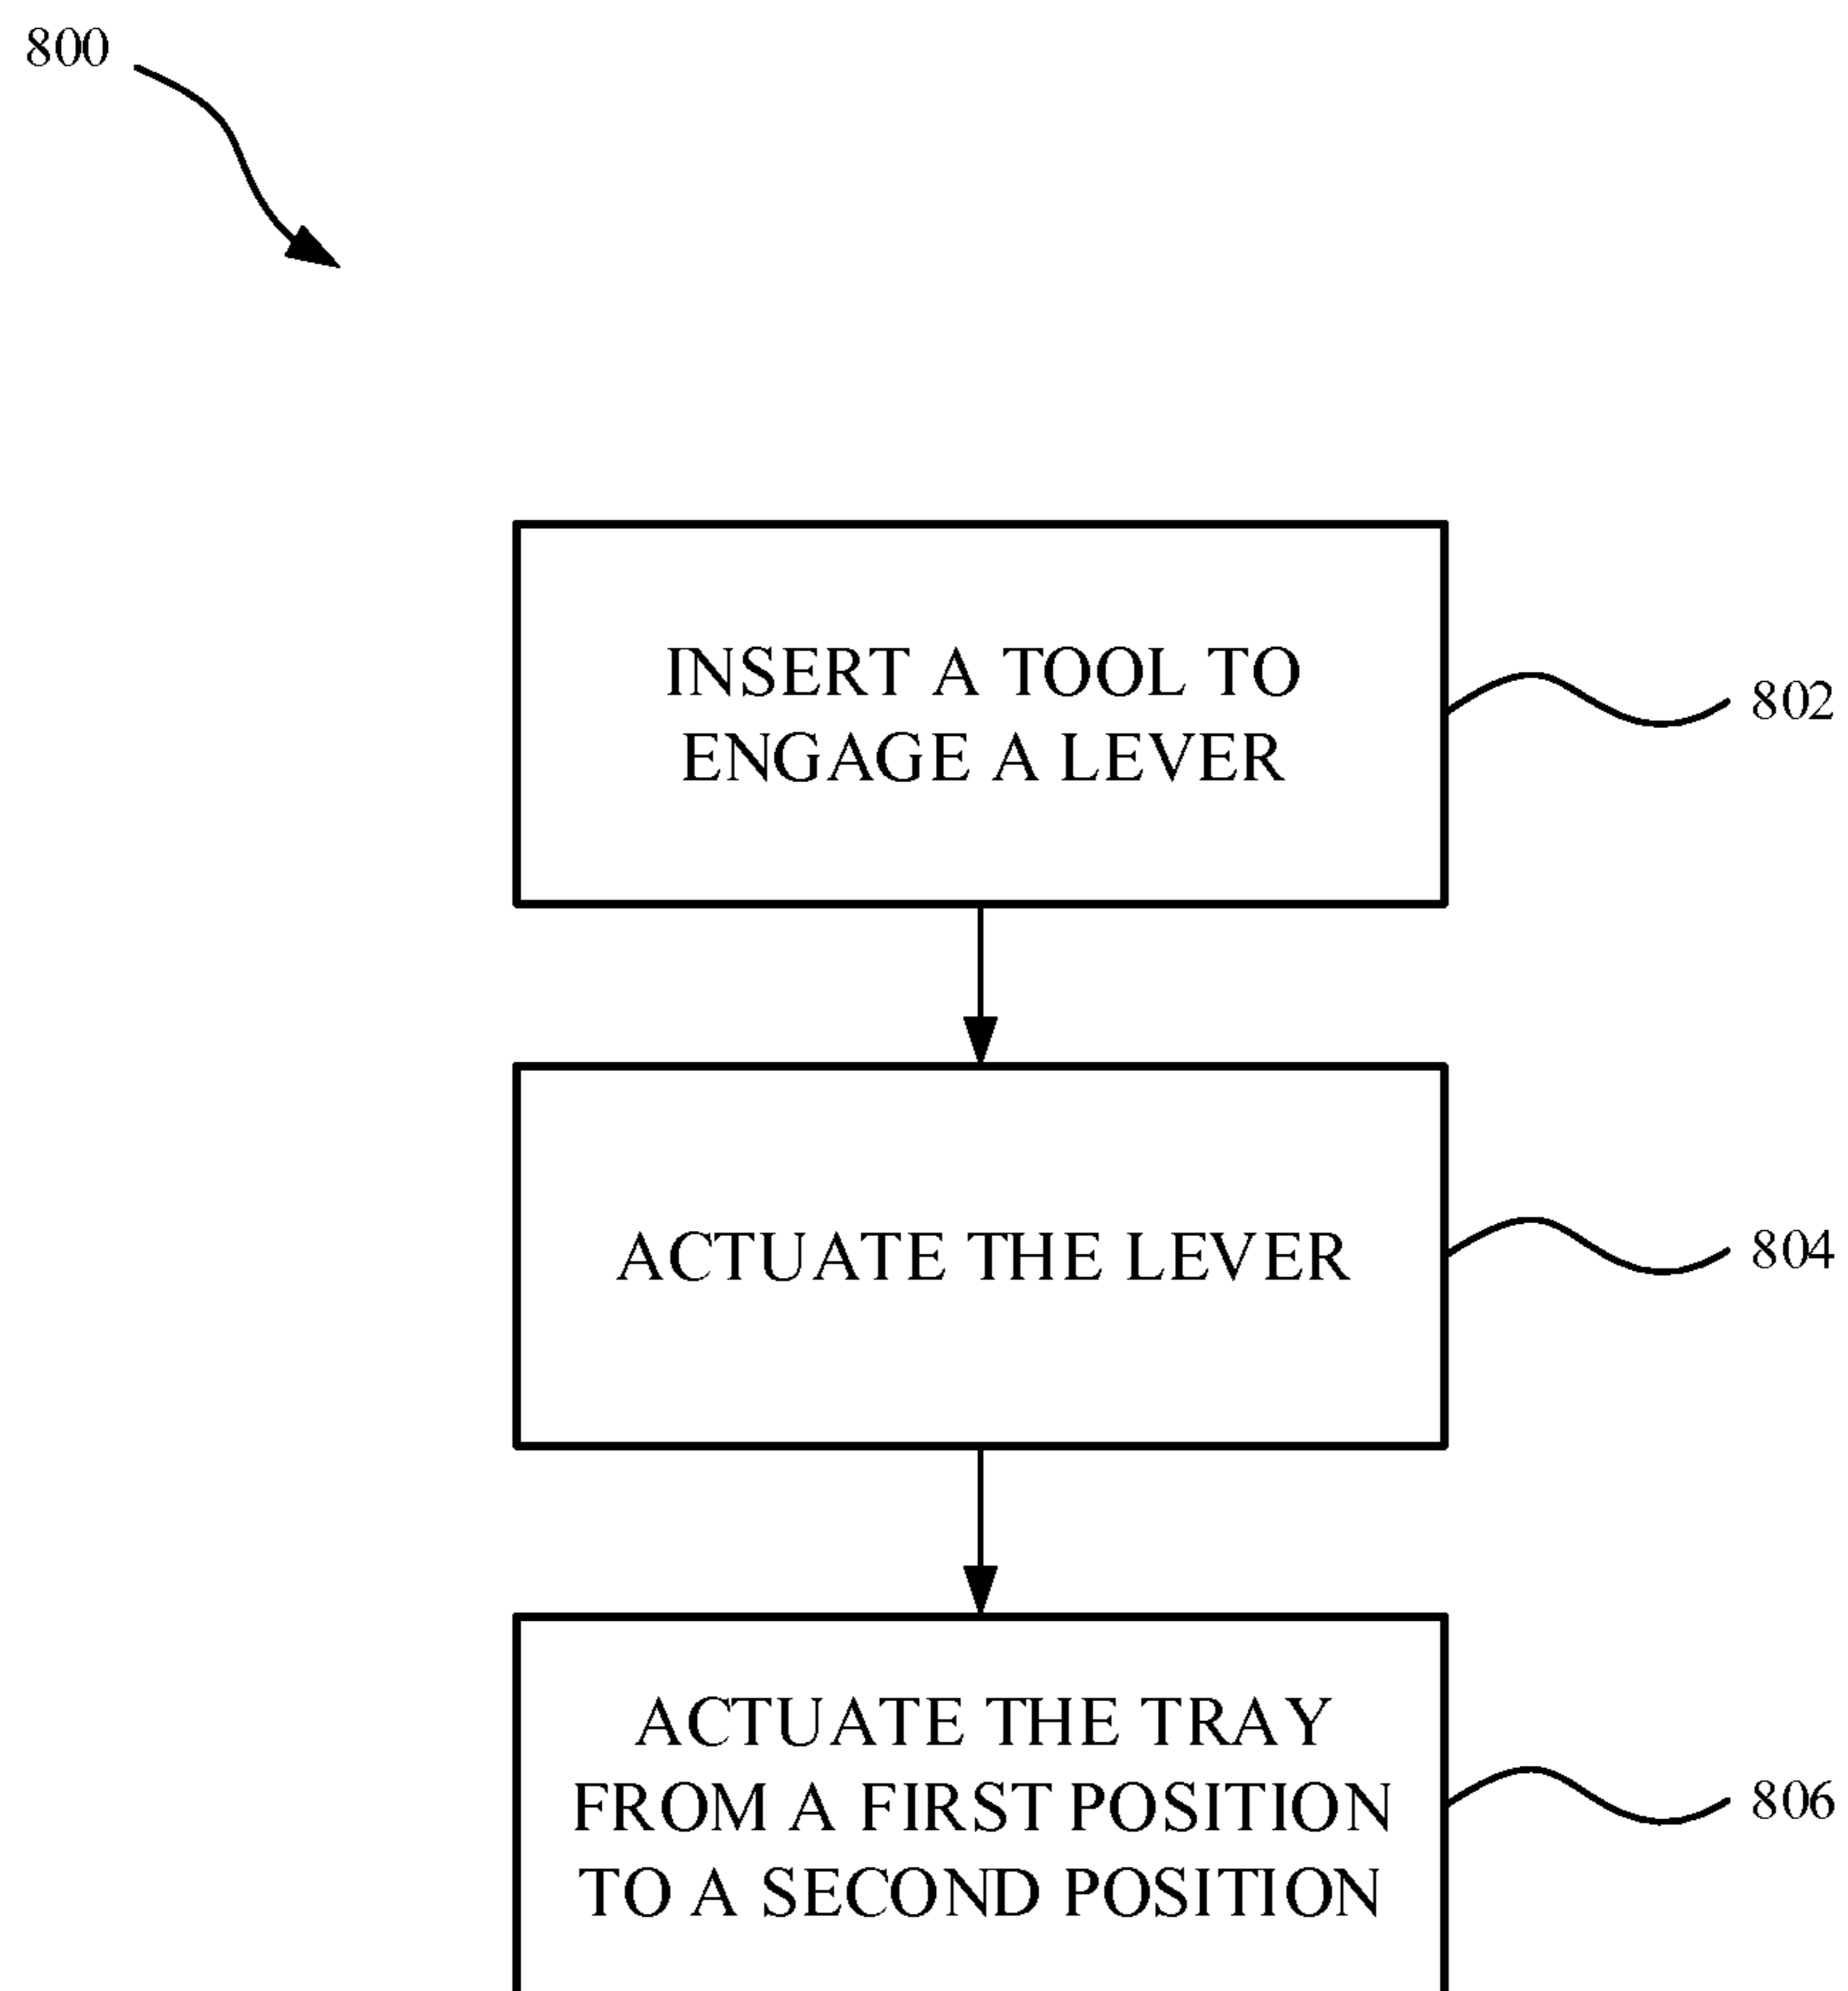 800
INSERT A TOOL TO
ENGAGE A LEVER
802
ACTUATE THE LEVER
804
ACTUATE THE TRAY
FROM A FIRST POSITION
TO A SECOND POSITION
806